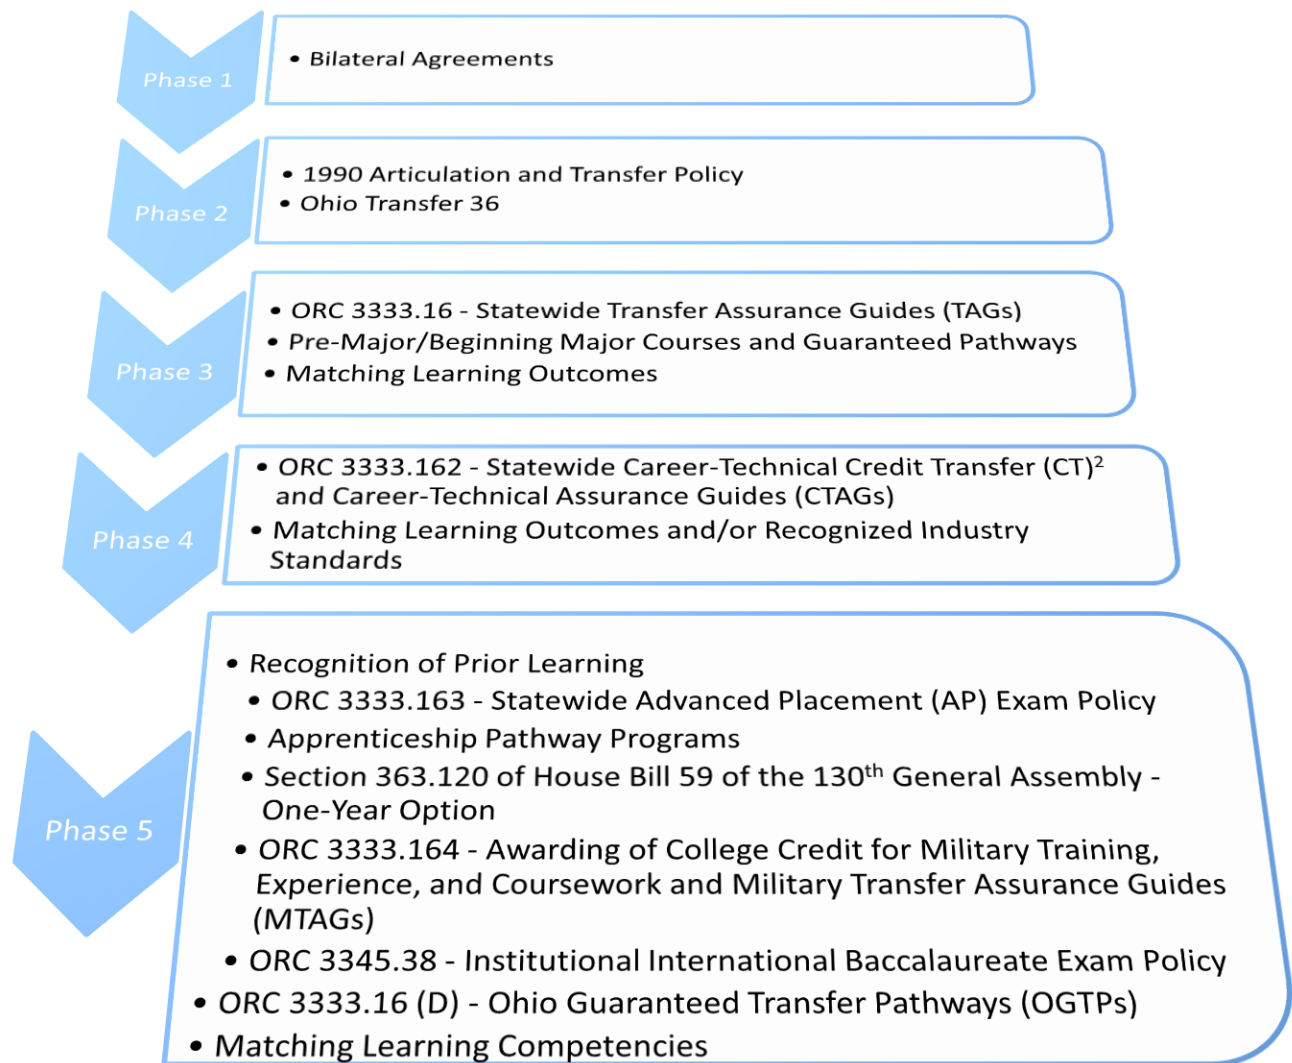 Phase 1
• Bilateral Agreements
Phase 2
• 1990 Articulation and Transfer Policy
• Ohio Transfer 36
Phase 3
• ORC 3333.16 - Statewide Transfer Assurance Guides (TAGs)
• Pre-Major/Beginning Major Courses and Guaranteed Pathways
• Matching Learning Outcomes
Phase 4
• ORC 3333.162 - Statewide Career-Technical Credit Transfer (CT)²
and Career-Technical Assurance Guides (CTAGs)
• Matching Learning Outcomes and/or Recognized Industry
Standards
Phase 5
• Recognition of Prior Learning
• ORC 3333.163 - Statewide Advanced Placement (AP) Exam Policy
• Apprenticeship Pathway Programs
• Section 363.120 of House Bill 59 of the 130th General Assembly -
One-Year Option
• ORC 3333.164 - Awarding of College Credit for Military Training,
Experience, and Coursework and Military Transfer Assurance Guides
(MTAGs)
• ORC 3345.38 - Institutional International Baccalaureate Exam Policy
• ORC 3333.16 (D) - Ohio Guaranteed Transfer Pathways (OGTPs)
• Matching Learning Competencies